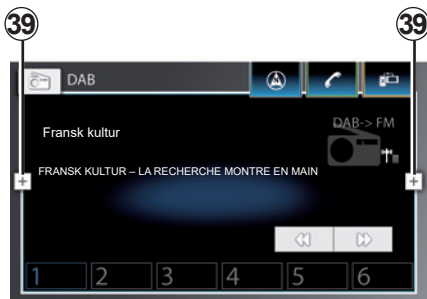 39 39
DAB
DAB-> FM
Fransk kultur
FRANSK KULTUR – LA RECHERCHE MONTRE EN MAIN
+ +
1 2 3 4 5 6